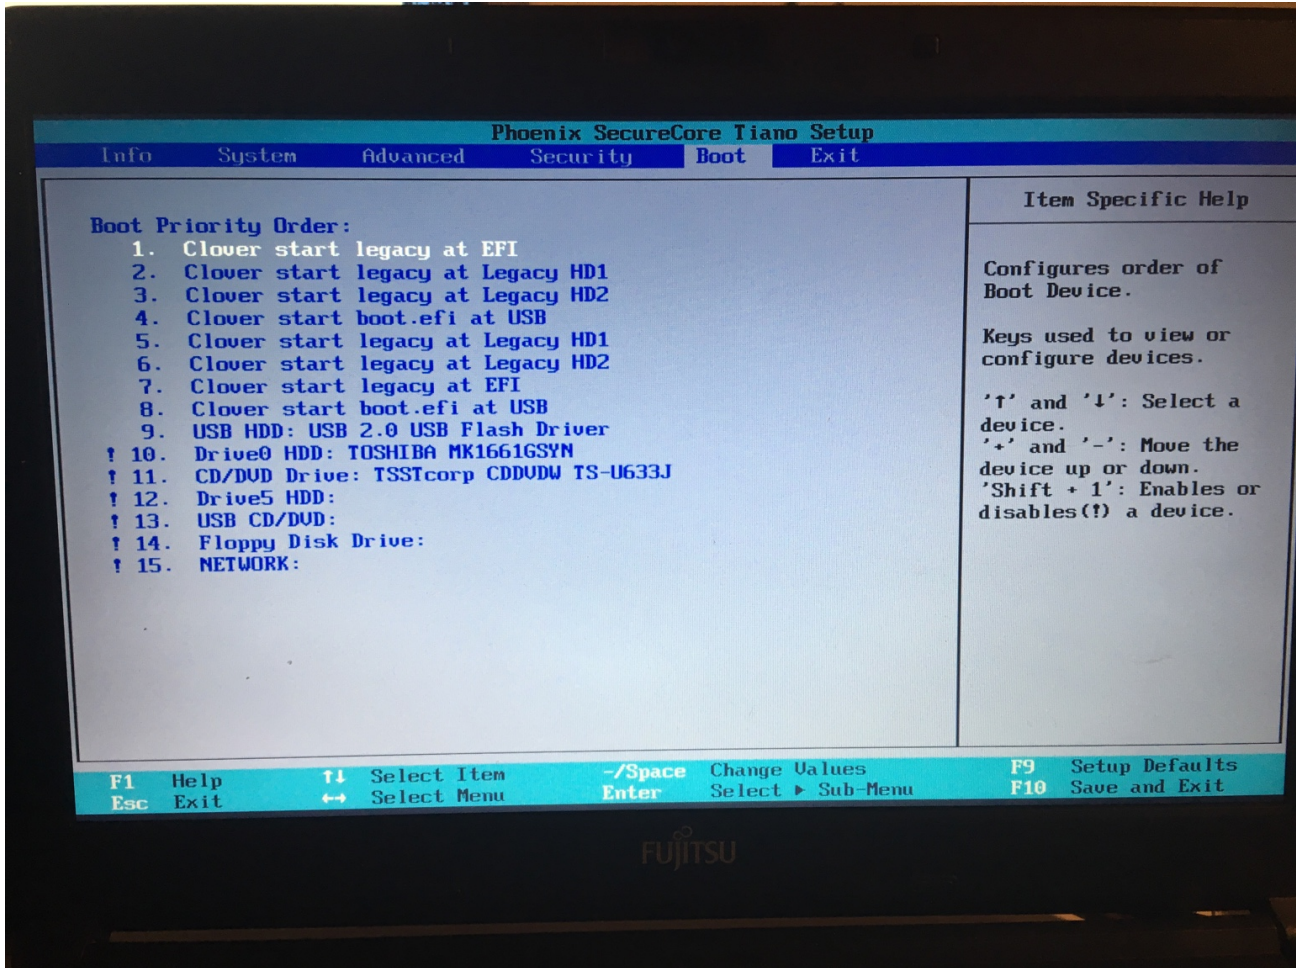 Phoenix SecureCore Tiano Setup
Info System Advanced Security Boot Exit
Boot Priority Order:
1. Clover start legacy at EFI
2. Clover start legacy at Legacy HD1
3. Clover start legacy at Legacy HD2
4. Clover start boot.efi at USB
5. Clover start legacy at Legacy HD1
6. Clover start legacy at Legacy HD2
7. Clover start legacy at EFI
8. Clover start boot.efi at USB
9. USB HDD: USB 2.0 USB Flash Driver
! 10. Drive0 HDD: TOSHIBA MK1661GSYN
! 11. CD/DVD Drive: TSSTcorp CDDVDW TS-U633J
! 12. Drive5 HDD:
! 13. USB CD/DVD:
! 14. Floppy Disk Drive:
! 15. NETWORK:
Item Specific Help
Configures order of
Boot Device.
Keys used to view or
configure devices.
'↑' and '↓': Select a
device.
'+' and '-': Move the
device up or down.
'Shift + 1': Enables or
disables(!) a device.
F1 Help ↑↓ Select Item -/Space Change Values F9 Setup Defaults
Esc Exit ↔ Select Menu Enter Select ▶ Sub-Menu F10 Save and Exit
FUJITSU